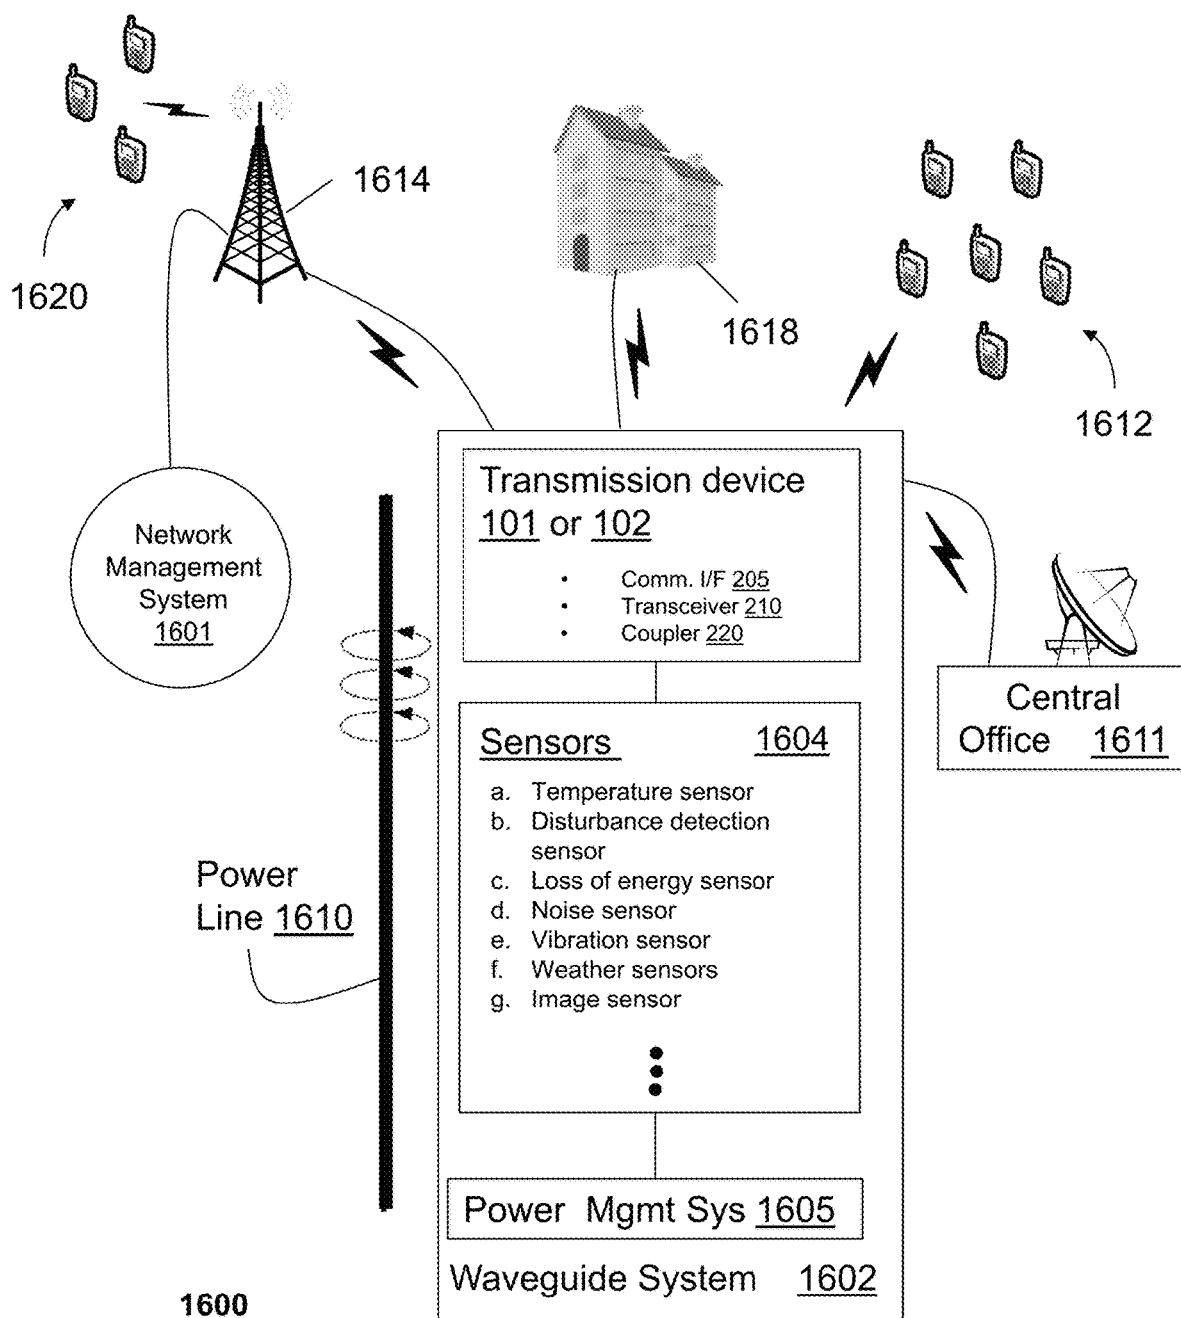 1614
1620
1618
1612
Transmission device
101 or 102
• Comm. I/F 205
• Transceiver 210
• Coupler 220
Network
Management
System
1601
Central
Office 1611
Sensors 1604
a. Temperature sensor
b. Disturbance detection
sensor
c. Loss of energy sensor
d. Noise sensor
e. Vibration sensor
f. Weather sensors
g. Image sensor
Power
Line 1610
Power Mgmt Sys 1605
Waveguide System 1602
1600